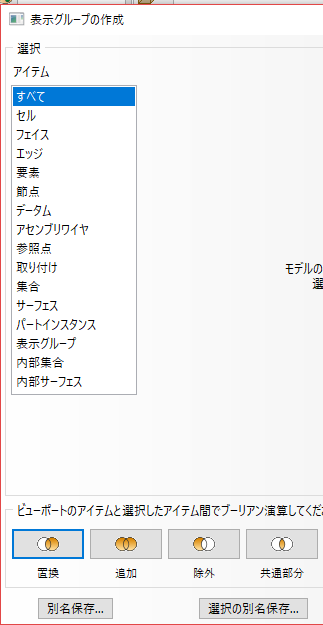 表示グループの作成
選択
アイテム
すべて
セル
フェイス
エッジ
要素
節点
データム
アセンブリワイヤ
参照点
取り付け
集合
サーフェス
パートインスタンス
表示グループ
内部集合
内部サーフェス
モデルの
選
ビューポートのアイテムと選択したアイテム間でブーリアン演算してくだ
置換
追加
除外
共通部分
別名保存...
選択の別名保存...